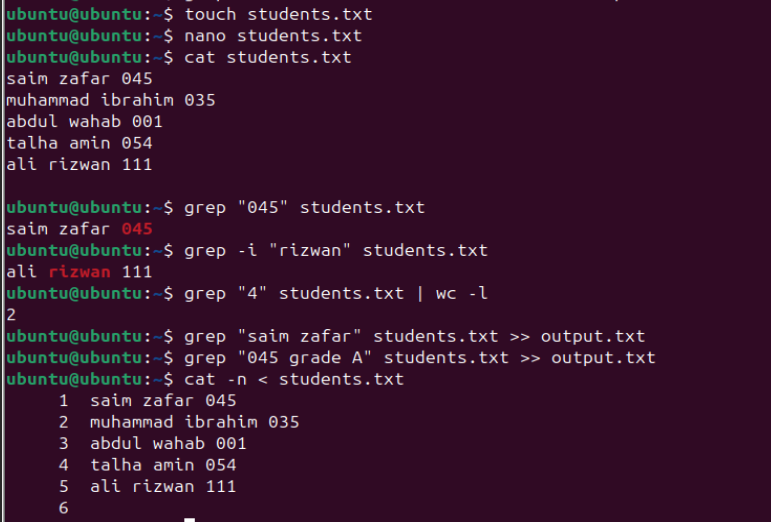 ubuntu@ubuntu:~$ touch students.txt
ubuntu@ubuntu:~$ nano students.txt
ubuntu@ubuntu:~$ cat students.txt
saim zafar 045
muhammad ibrahim 035
abdul wahab 001
talha amin 054
ali rizwan 111
ubuntu@ubuntu:~$ grep "045" students.txt
saim zafar 045
ubuntu@ubuntu:~$ grep -i "rizwan" students.txt
ali rizwan 111
ubuntu@ubuntu:~$ grep "4" students.txt | wc -l
2
ubuntu@ubuntu:~$ grep "saim zafar" students.txt >> output.txt
ubuntu@ubuntu:~$ grep "045 grade A" students.txt >> output.txt
ubuntu@ubuntu:~$ cat -n < students.txt
1 saim zafar 045
2 muhammad ibrahim 035
3 abdul wahab 001
4 talha amin 054
5 ali rizwan 111
6